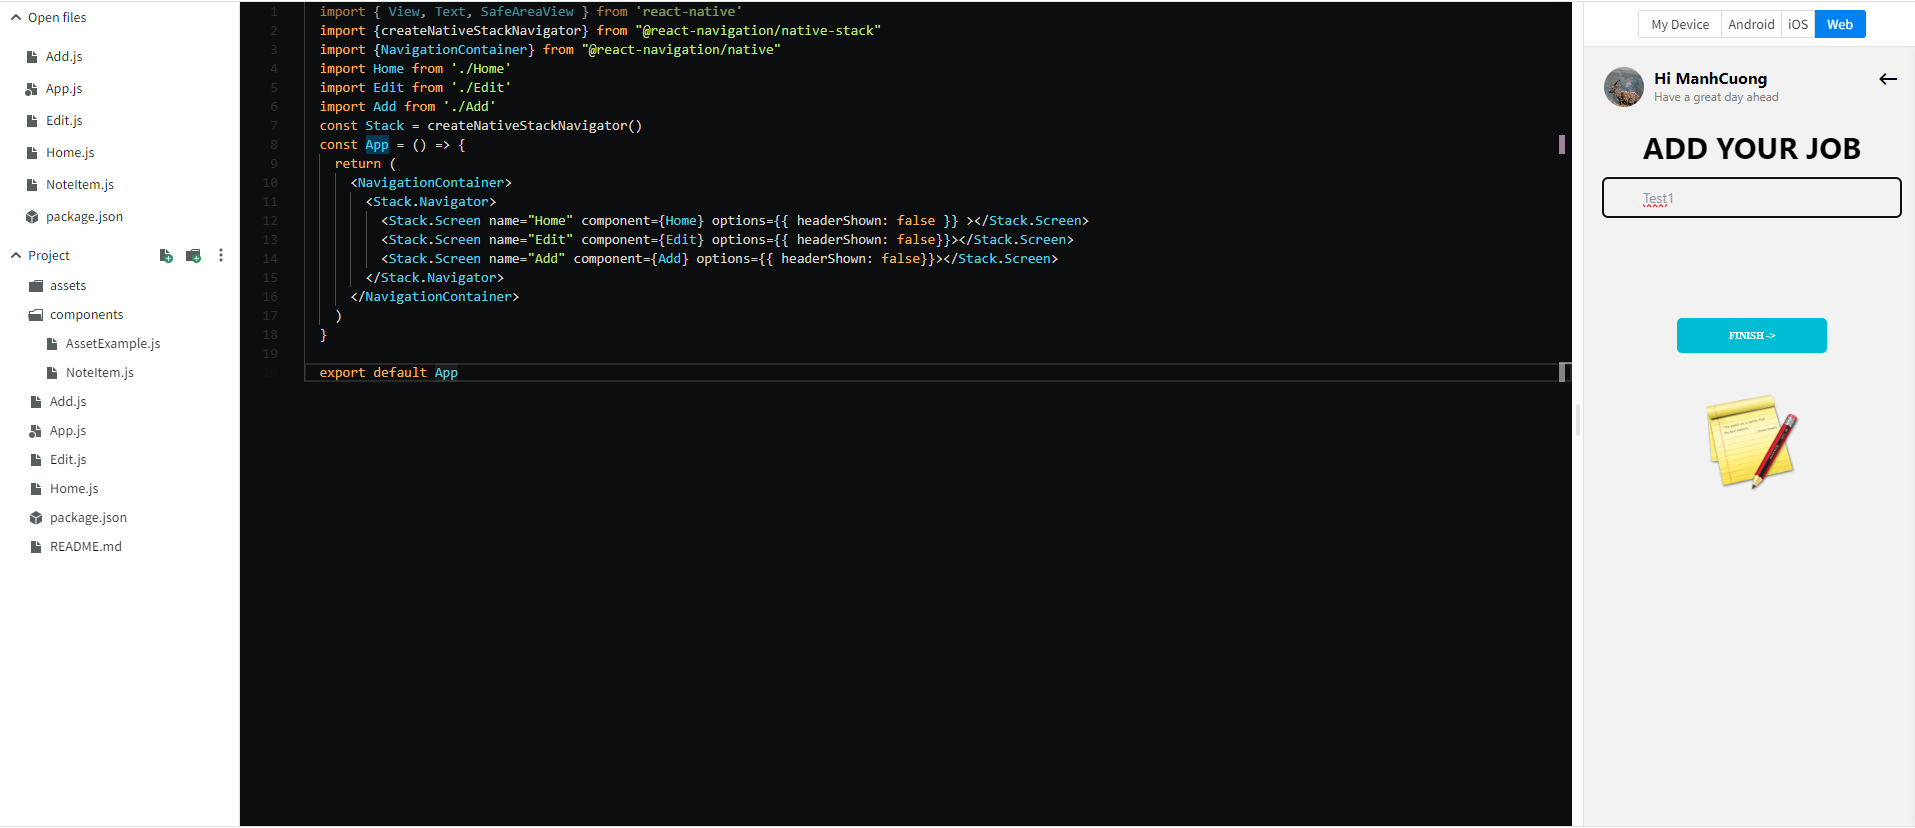 Open files
Add.js
App.js
Edit.js
Home.js
NoteItem.js
package.json
Project
assets
components
AssetExample.js
NoteItem.js
Add.js
App.js
Edit.js
Home.js
package.json
README.md
1 import { View, Text, SafeAreaView } from 'react-native'
2 import {createNativeStackNavigator} from "@react-navigation/native-stack"
3 import {NavigationContainer} from "@react-navigation/native"
4 import Home from './Home'
5 import Edit from './Edit'
6 import Add from './Add'
7 const Stack = createNativeStackNavigator()
8 const App = () => {
9 return (
10 <NavigationContainer>
11 <Stack.Navigator>
12 <Stack.Screen name="Home" component={Home} options={{ headerShown: false }} ></Stack.Screen>
13 <Stack.Screen name="Edit" component={Edit} options={{ headerShown: false}}></Stack.Screen>
14 <Stack.Screen name="Add" component={Add} options={{ headerShown: false}}></Stack.Screen>
15 </Stack.Navigator>
16 </NavigationContainer>
17 )
18 }
19
export default App
My Device Android iOS Web
Hi ManhCuong
Have a great day ahead
ADD YOUR JOB
Test1
FINISH ->